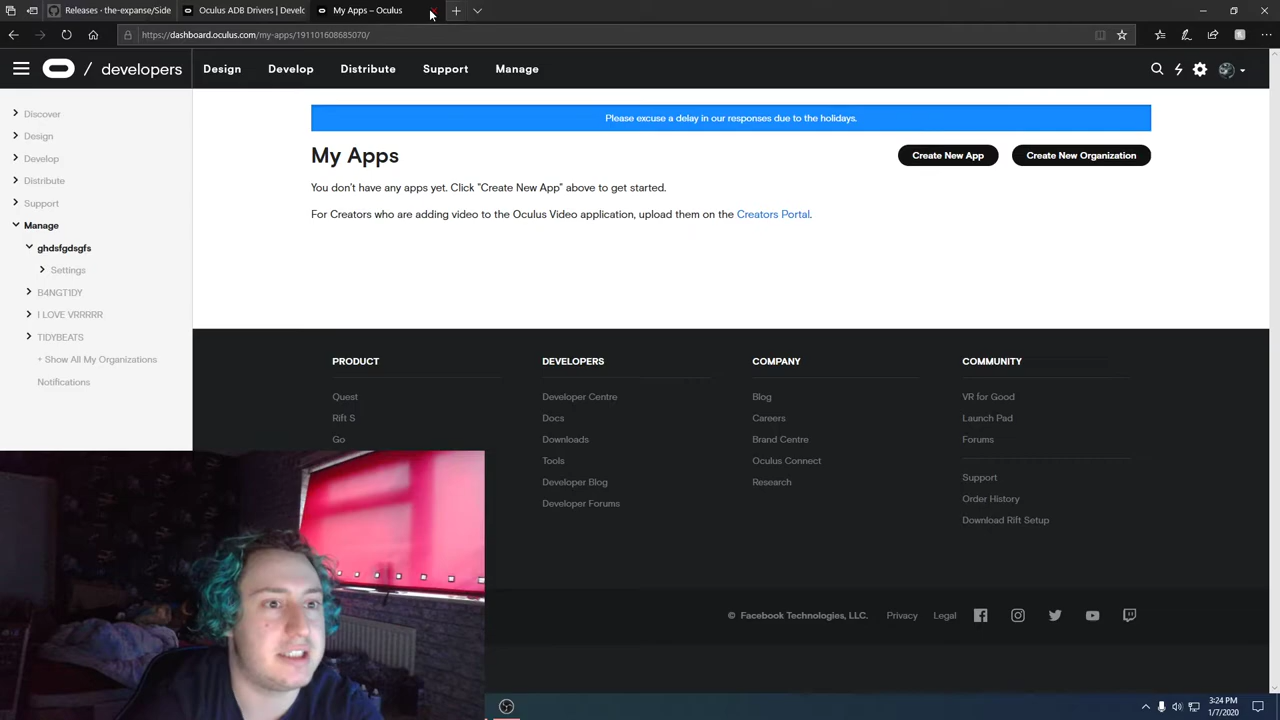 Releases - the-expanse/Side
Oculus ADB Drivers | Develo
My Apps – Oculus
https://dashboard.oculus.com/my-apps/191101608685070/
/ developers
Design
Develop
Distribute
Support
Manage
Discover
Design
Develop
Distribute
Support
Manage
ghdsfgdsgfs
Settings
B4NGT1DY
I LOVE VRRRRR
TIDYBEATS
+ Show All My Organizations
Notifications
Please excuse a delay in our responses due to the holidays.
My Apps
Create New App
Create New Organization
You don't have any apps yet. Click "Create New App" above to get started.
For Creators who are adding video to the Oculus Video application, upload them on the Creators Portal.
PRODUCT
Quest
Rift S
Go
DEVELOPERS
Developer Centre
Docs
Downloads
Tools
Developer Blog
Developer Forums
COMPANY
Blog
Careers
Brand Centre
Oculus Connect
Research
COMMUNITY
VR for Good
Launch Pad
Forums
Support
Order History
Download Rift Setup
© Facebook Technologies, LLC.
Privacy
Legal
3:24 PM
1/7/2020